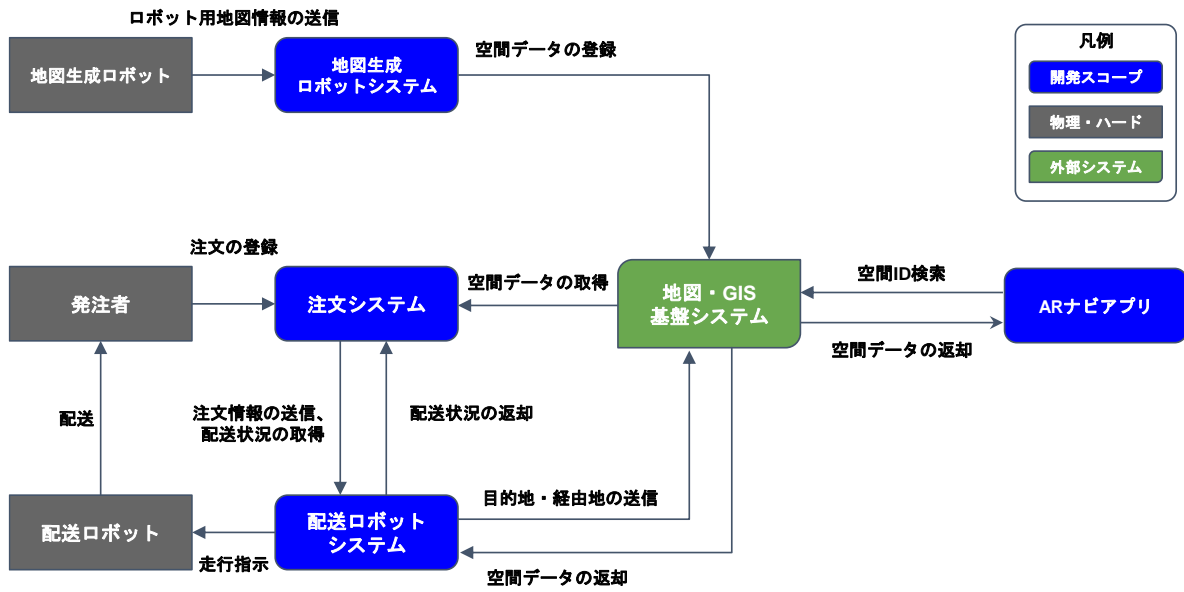 ロボット用地図情報の送信
地図生成ロボット
地図生成
ロボットシステム
空間データの登録
凡例
開発スコープ
物理・ハード
外部システム
注文の登録
発注者
注文システム
空間データの取得
地図・GIS
基盤システム
空間ID検索
ARナビアプリ
空間データの返却
配送
注文情報の送信、
配送状況の取得
配送状況の返却
配送ロボット
走行指示
配送ロボット
システム
目的地・経由地の送信
空間データの返却